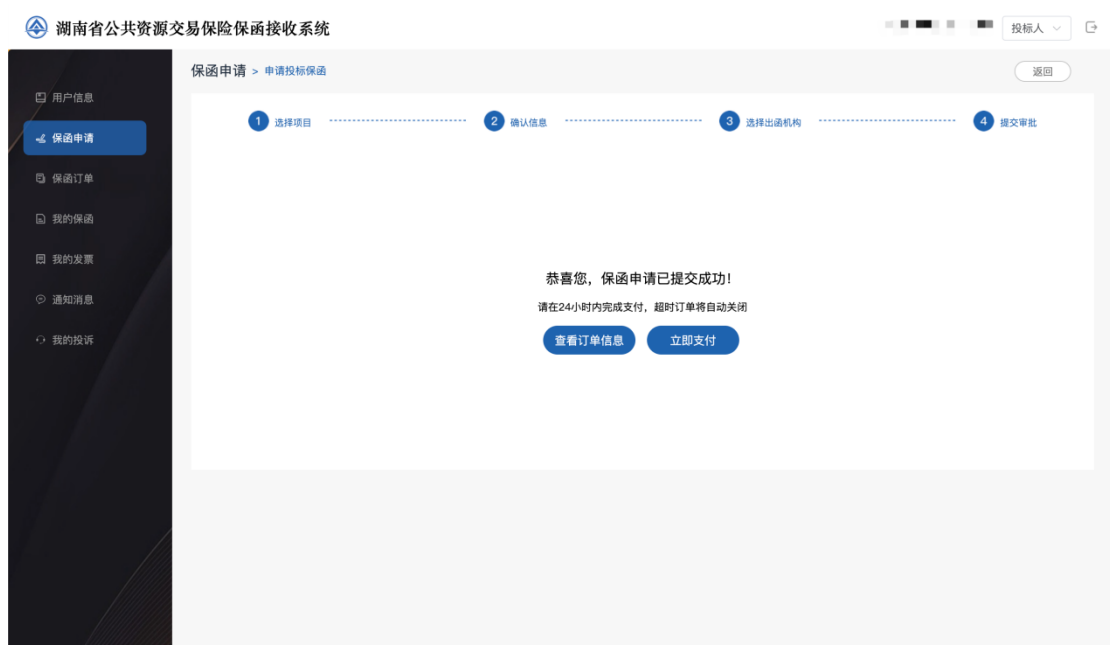 湖南省公共资源交易保险保函接收系统
投标人
保函申请 > 申请投标保函
返回
用户信息
保函申请
保函订单
我的保函
我的发票
通知消息
我的投诉
1 选择项目
2 确认信息
3 选择出函机构
4 提交审批
恭喜您，保函申请已提交成功！
请在24小时内完成支付，超时订单将自动关闭
查看订单信息
立即支付